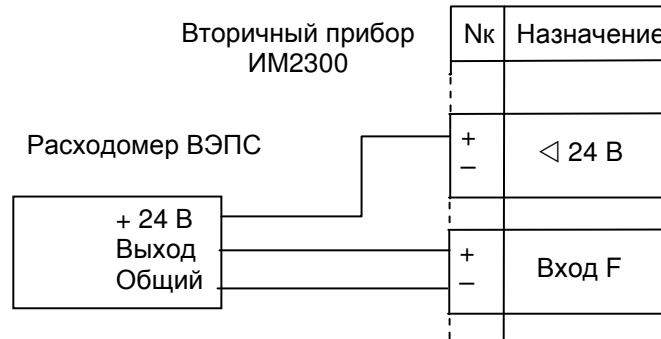 Вторичный прибор
ИМ2300
Nк Назначение
Расходомер ВЭПС
+
–
◁ 24 В
+ 24 В
Выход
Общий
+
–
Вход F